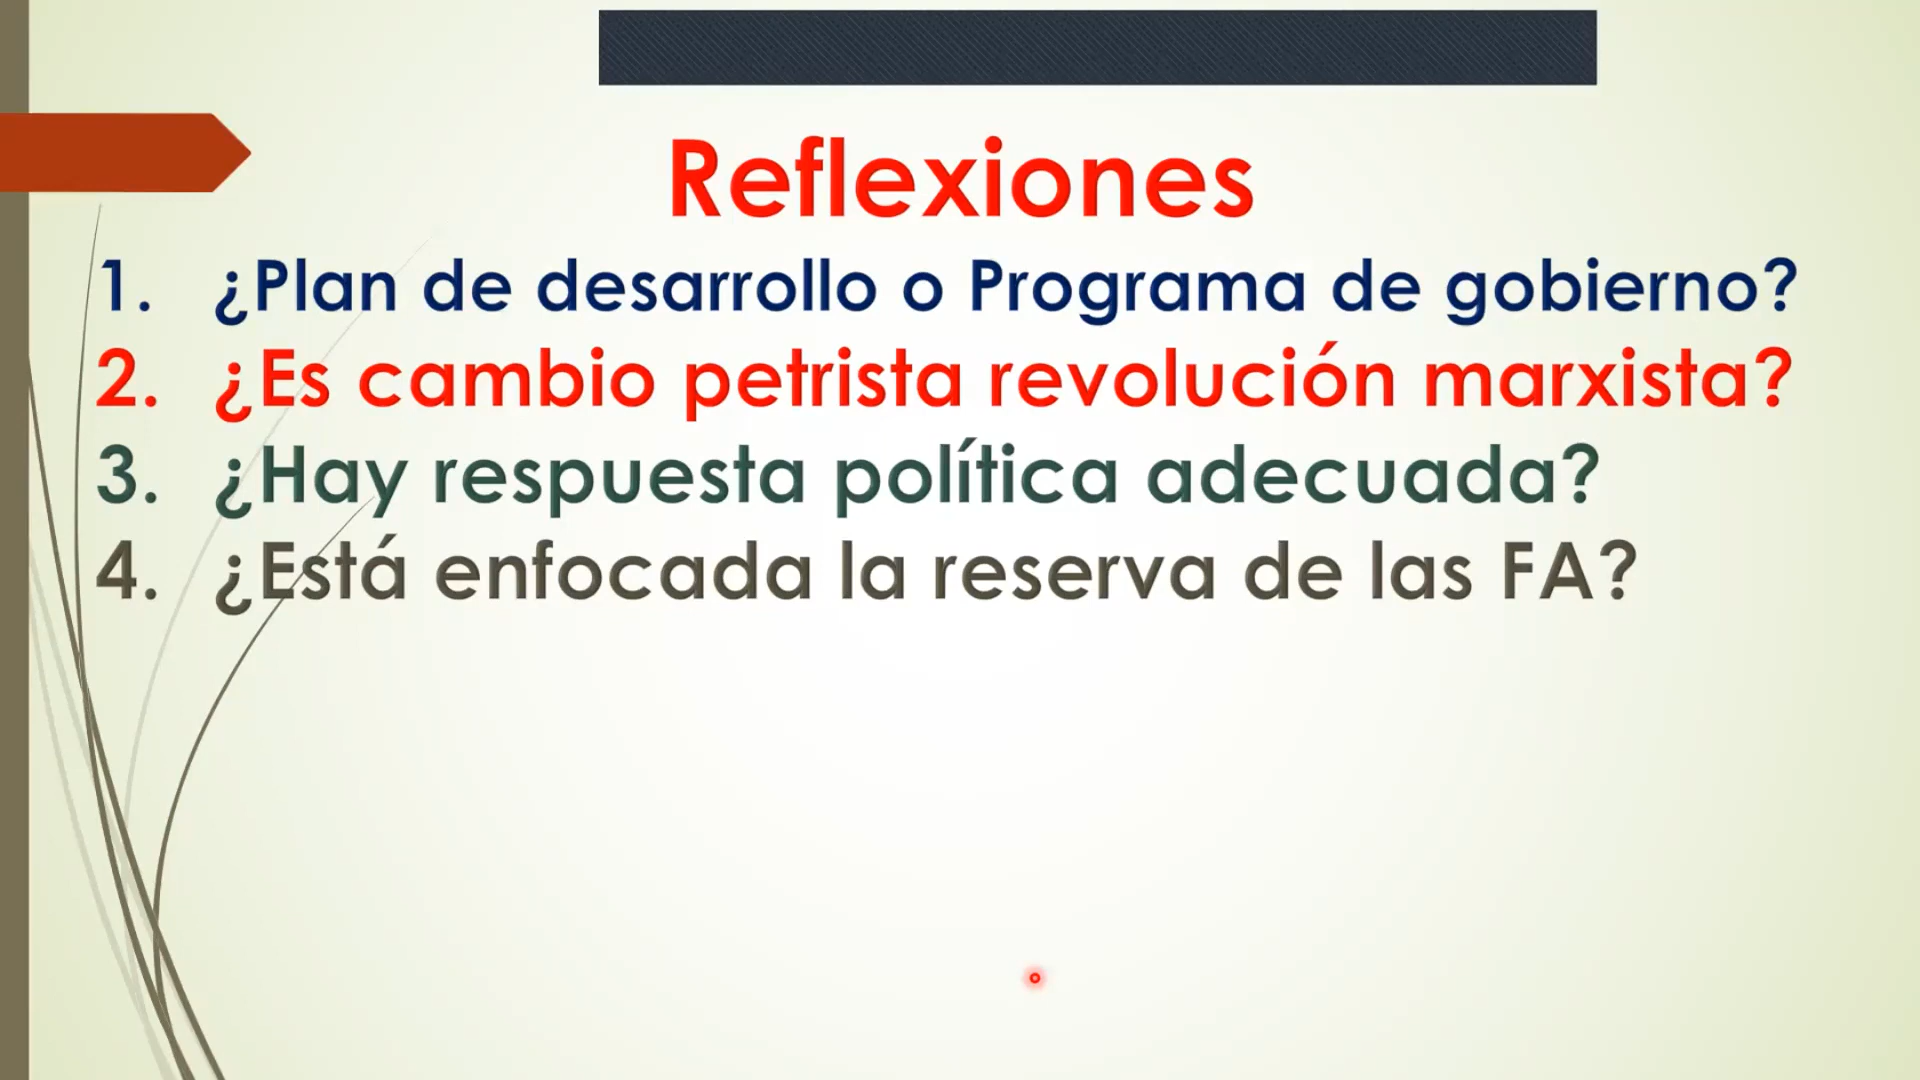 Reflexiones
1. ¿Plan de desarrollo o Programa de gobierno?
2. ¿Es cambio petrista revolución marxista?
3. ¿Hay respuesta política adecuada?
4. ¿Está enfocada la reserva de las FA?